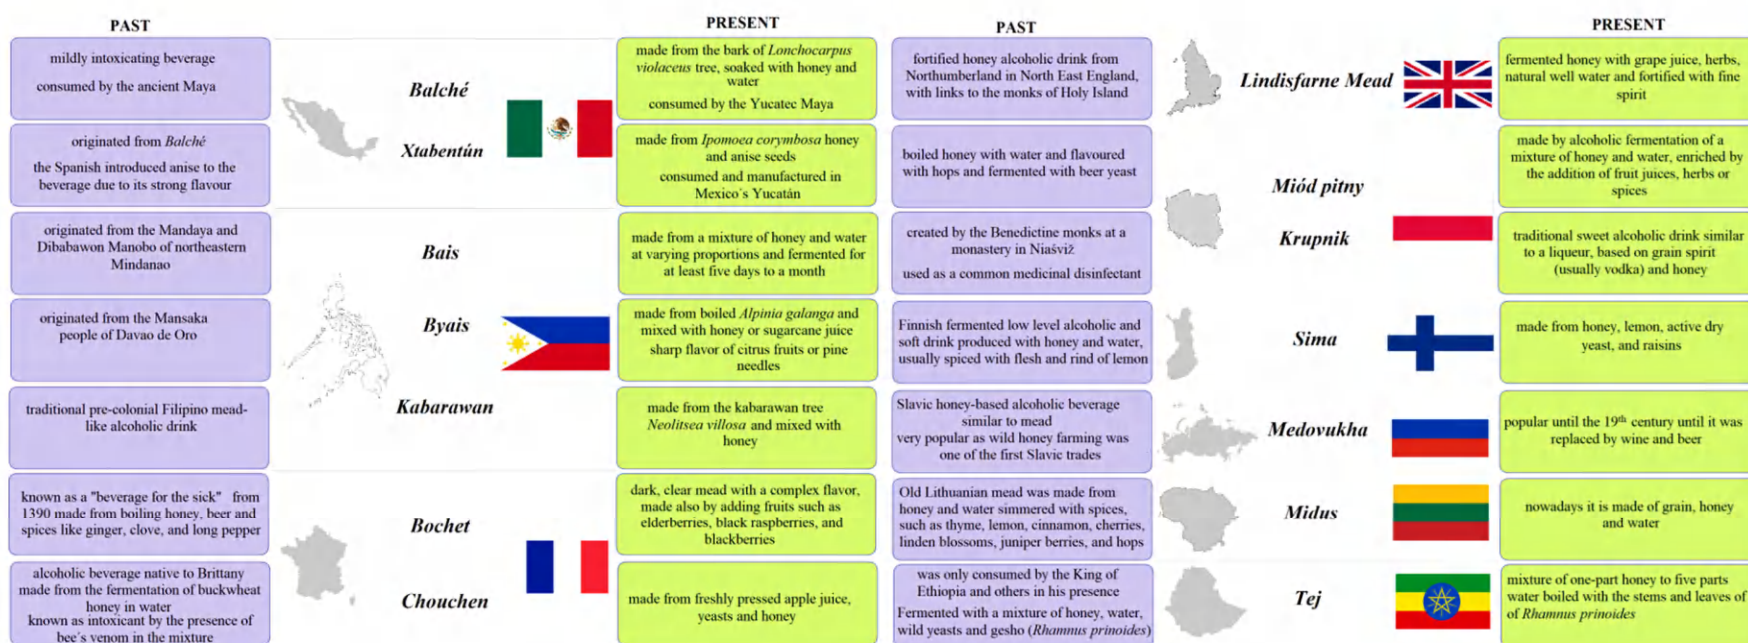 PAST
PRESENT
mildly intoxicating beverage
consumed by the ancient Maya
Balché
made from the bark of Lonchocarpus
violaceus tree, soaked with honey and
water
consumed by the Yucatec Maya
originated from Balché
the Spanish introduced anise to the
beverage due to its strong flavour
Xtabentún
made from Ipomoea corymbosa honey
and anise seeds
consumed and manufactured in
Mexico´s Yucatán
originated from the Mandaya and
Dibabawon Manobo of northeastern
Mindanao
Bais
made from a mixture of honey and water
at varying proportions and fermented for
at least five days to a month
originated from the Mansaka
people of Davao de Oro
Byais
made from boiled Alpinia galanga and
mixed with honey or sugarcane juice
sharp flavor of citrus fruits or pine
needles
traditional pre-colonial Filipino mead-
like alcoholic drink
Kabarawan
made from the kabarawan tree
Neolitsea villosa and mixed with
honey
known as a "beverage for the sick" from
1390 made from boiling honey, beer and
spices like ginger, clove, and long pepper
Bochet
dark, clear mead with a complex flavor,
made also by adding fruits such as
elderberries, black raspberries, and
blackberries
alcoholic beverage native to Brittany
made from the fermentation of buckwheat
honey in water
known as intoxicant by the presence of
bee´s venom in the mixture
Chouchen
made from freshly pressed apple juice,
yeasts and honey
PAST
PRESENT
fortified honey alcoholic drink from
Northumberland in North East England,
with links to the monks of Holy Island
Lindisfarne Mead
fermented honey with grape juice, herbs,
natural well water and fortified with fine
spirit
boiled honey with water and flavoured
with hops and fermented with beer yeast
Miód pitny
made by alcoholic fermentation of a
mixture of honey and water, enriched by
the addition of fruit juices, herbs or
spices
created by the Benedictine monks at a
monastery in Niaśviž
used as a common medicinal disinfectant
Krupnik
traditional sweet alcoholic drink similar
to a liqueur, based on grain spirit
(usually vodka) and honey
Finnish fermented low level alcoholic and
soft drink produced with honey and water,
usually spiced with flesh and rind of lemon
Sima
made from honey, lemon, active dry
yeast, and raisins
Slavic honey-based alcoholic beverage
similar to mead
very popular as wild honey farming was
one of the first Slavic trades
Medovukha
popular until the 19th century until it was
replaced by wine and beer
Old Lithuanian mead was made from
honey and water simmered with spices,
such as thyme, lemon, cinnamon, cherries,
linden blossoms, juniper berries, and hops
Midus
nowadays it is made of grain, honey
and water
was only consumed by the King of
Ethiopia and others in his presence
Fermented with a mixture of honey, water,
wild yeasts and gesho (Rhamnus prinoides)
Tej
mixture of one-part honey to five parts
water boiled with the stems and leaves of
of Rhamnus prinoides